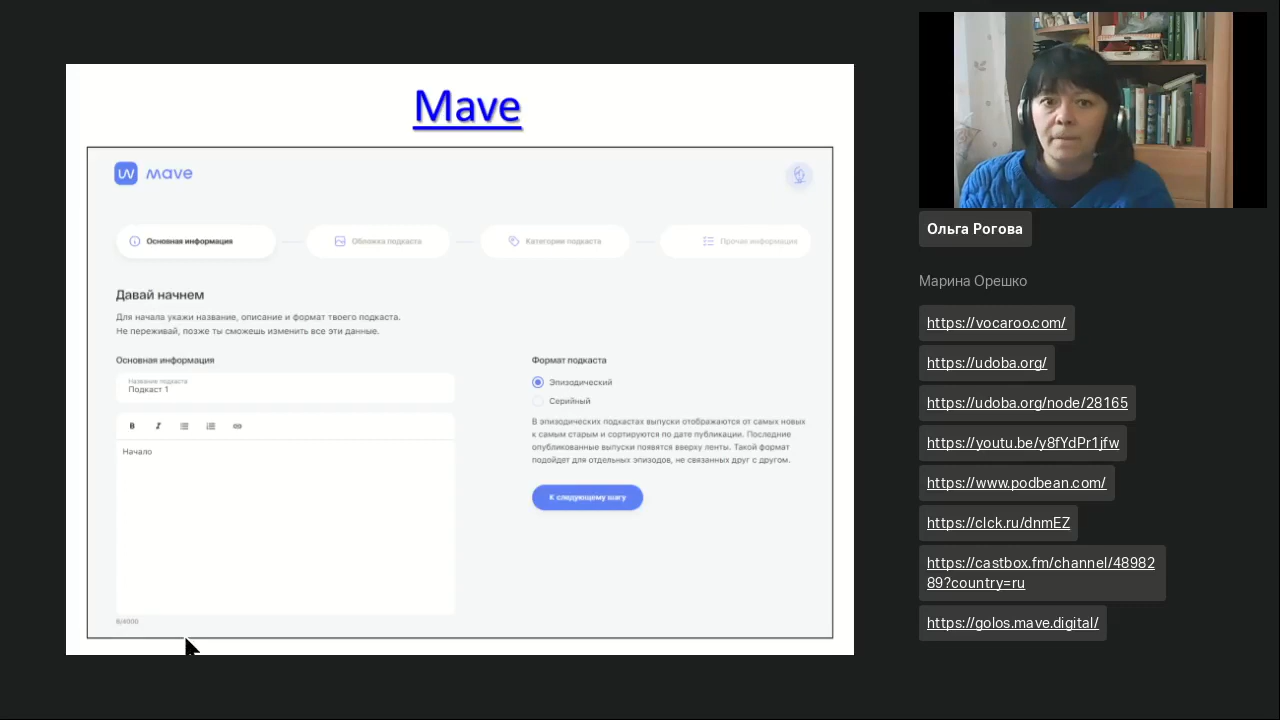 Mave
mave
Основная информация
Обложка подкаста
Категории подкаста
Прочая информация
Давай начнем
Для начала укажи название, описание и формат твоего подкаста.
Не переживай, позже ты сможешь изменить все эти данные.
Основная информация
Название подкаста
Подкаст 1
B I
Начало
6/4000
Формат подкаста
Эпизодический
Серийный
В эпизодических подкастах выпуски отображаются от самых новых
к самым старым и сортируются по дате публикации. Последние
опубликованные выпуски появятся вверху ленты. Такой формат
подойдет для отдельных эпизодов, не связанных друг с другом.
К следующему шагу
Ольга Рогова
Марина Орешко
https://vocaroo.com/
https://udoba.org/
https://udoba.org/node/28165
https://youtu.be/y8fYdPr1jfw
https://www.podbean.com/
https://clck.ru/dnmEZ
https://castbox.fm/channel/48982
89?country=ru
https://golos.mave.digital/